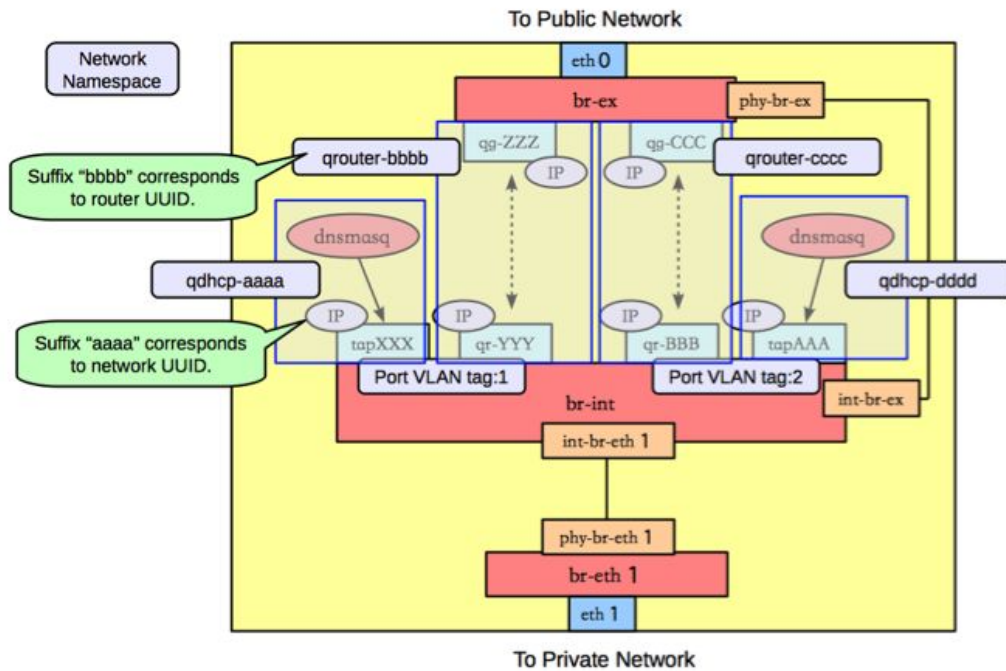 To Public Network
Network
Namespace
eth 0
br-ex
phy-br-ex
qrouter-bbbb
qg-ZZZ
qg-CCC
qrouter-cccc
IP
IP
Suffix "bbbb" corresponds
to router UUID.
dnsmasq
dnsmasq
qdhcp-aaaa
qdhcp-dddd
IP
IP
IP
IP
Suffix "aaaa" corresponds
to network UUID.
tapXXX
qr-YYY
qr-BBB
tapAAA
Port VLAN tag:1
Port VLAN tag:2
br-int
int-br-ex
int-br-eth 1
phy-br-eth 1
br-eth 1
eth 1
To Private Network